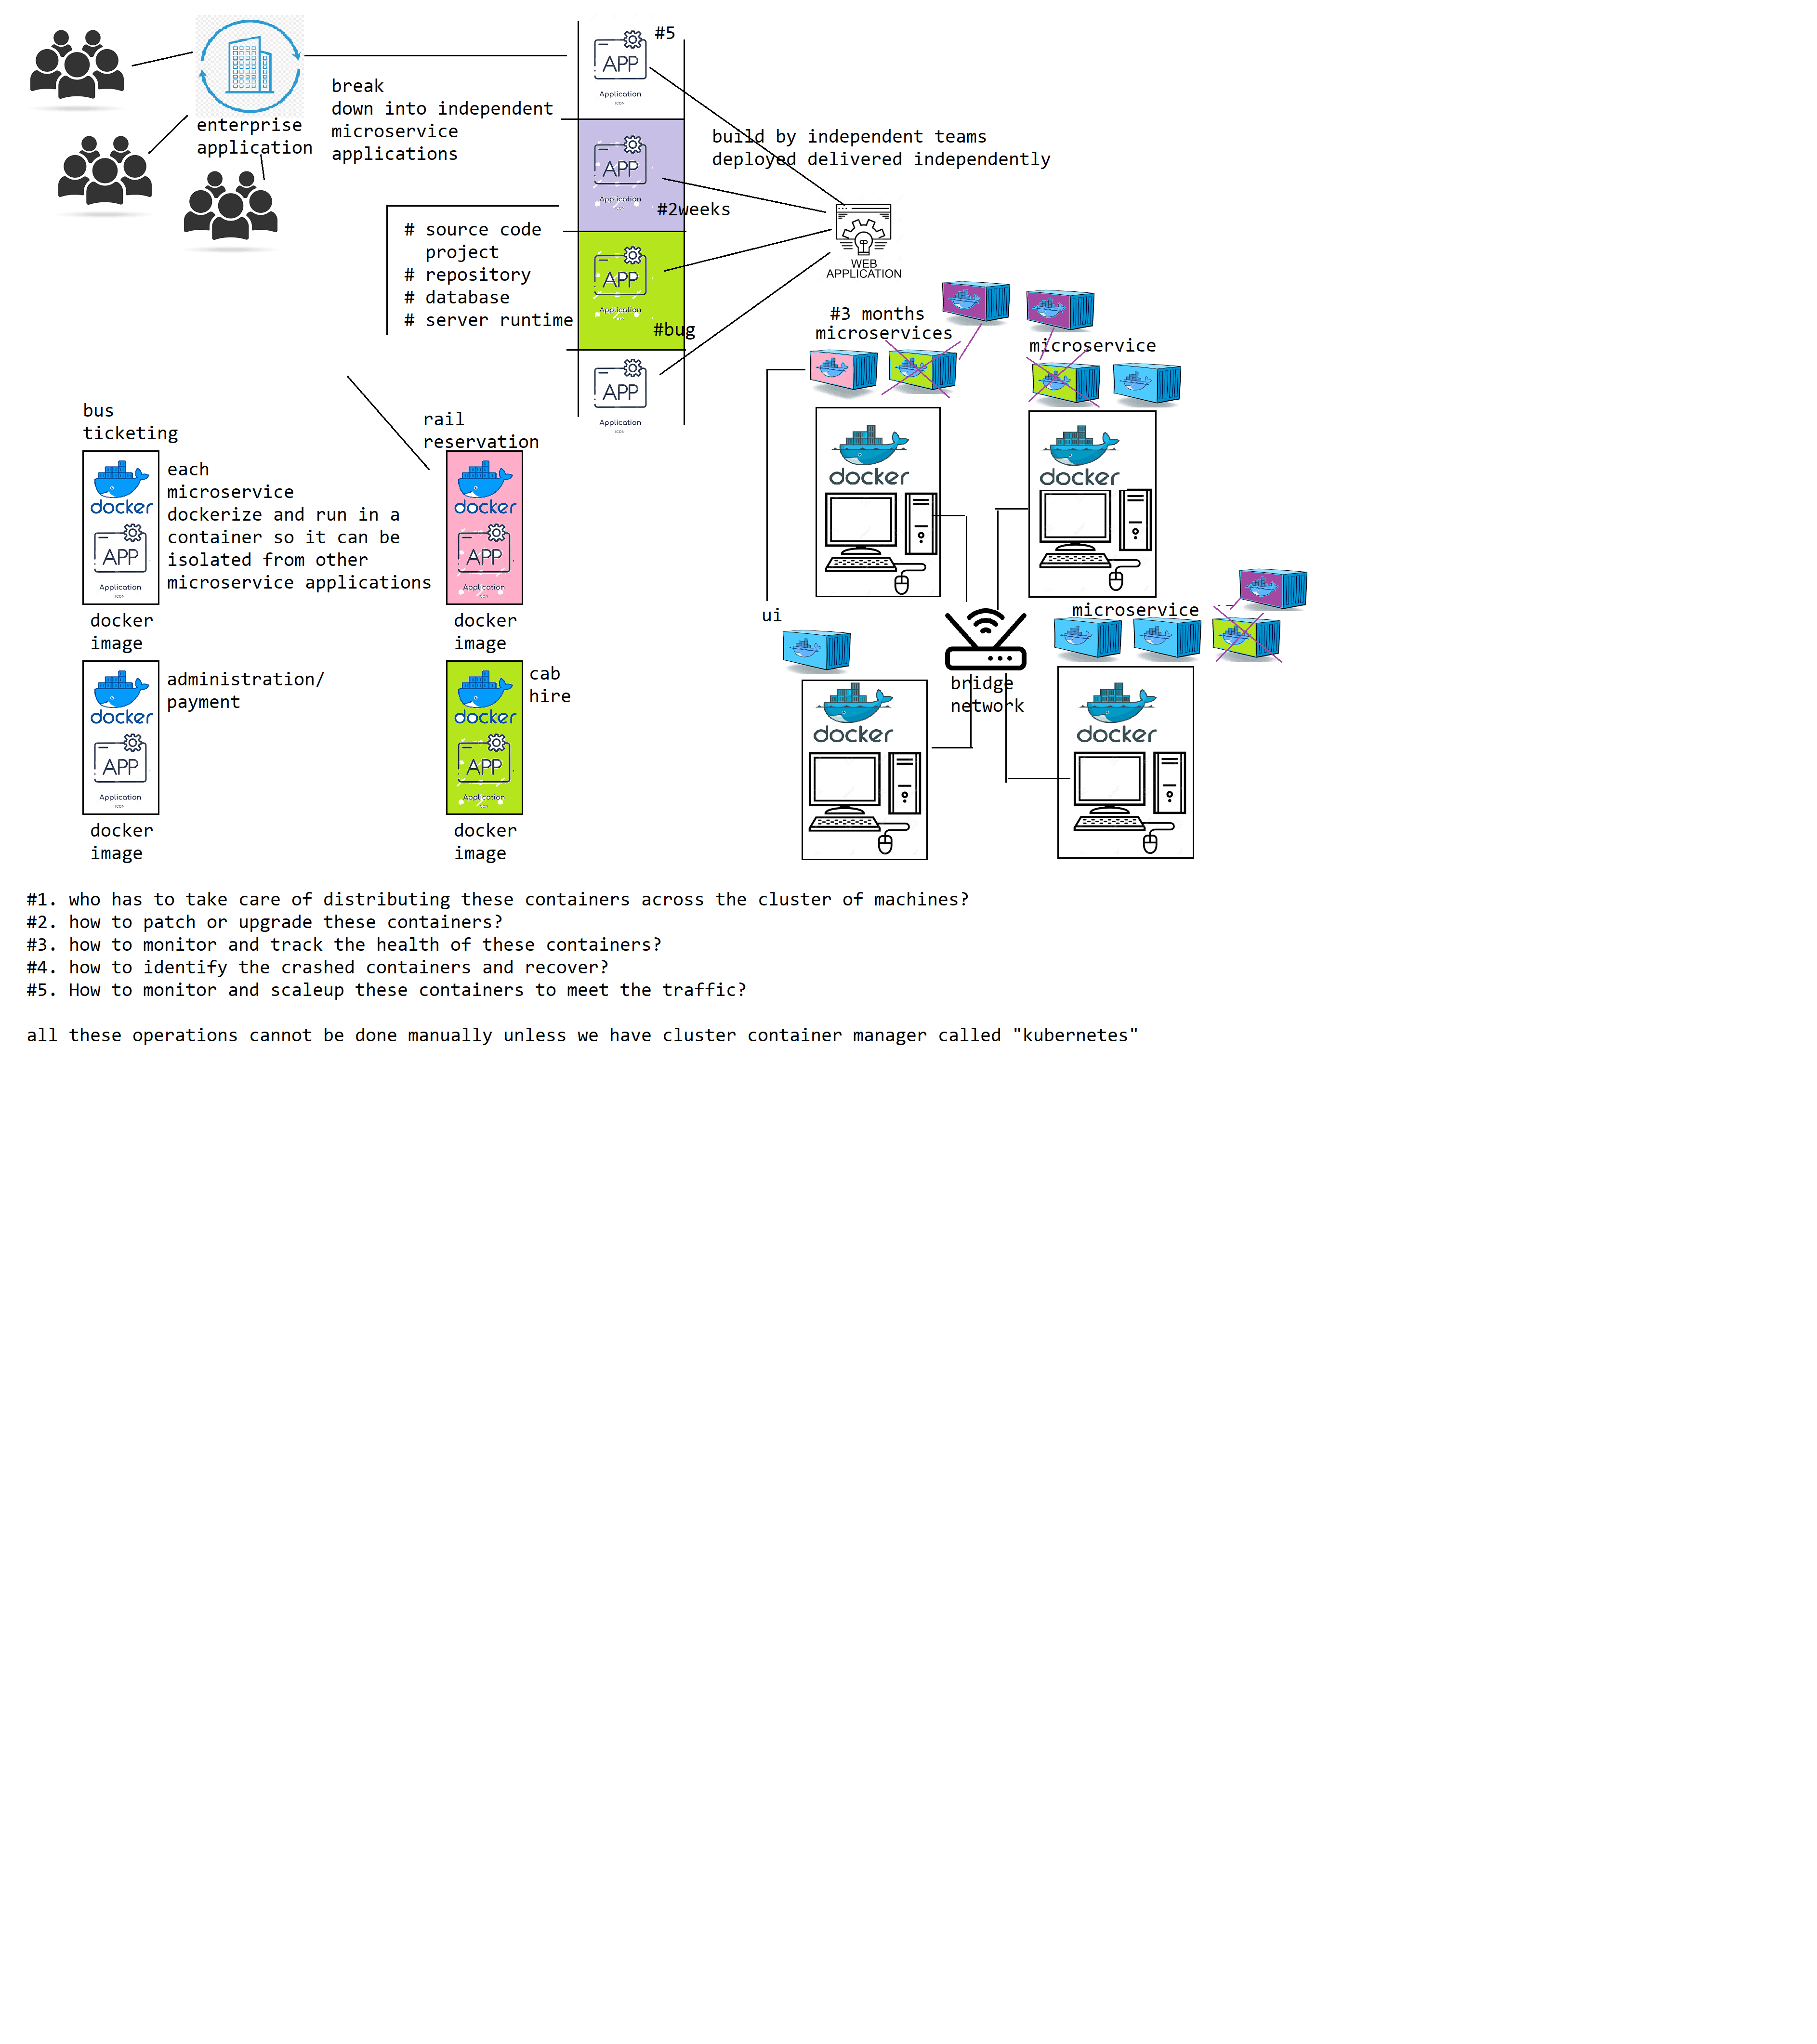 #5
APP
Application
ICON
enterprise
application
break
down into independent
microservice
applications
build by independent teams
deployed delivered independently
APP
Application
ICON
#2weeks
# source code
project
# repository
# database
# server runtime
APP
Application
ICON
#bug
APP
Application
ICON
WEB
APPLICATION
#3 months
microservices
microservice
docker
docker
bus
ticketing
docker
APP
Application
ICON
docker
image
each
microservice
dockerize and run in a
container so it can be
isolated from other
microservice applications
rail
reservation
docker
APP
Application
ICON
docker
image
docker
APP
Application
ICON
docker
image
administration/
payment
docker
APP
Application
ICON
docker
image
cab
hire
ui
bridge
network
microservice
docker
docker
#1. who has to take care of distributing these containers across the cluster of machines?
#2. how to patch or upgrade these containers?
#3. how to monitor and track the health of these containers?
#4. how to identify the crashed containers and recover?
#5. How to monitor and scaleup these containers to meet the traffic?
all these operations cannot be done manually unless we have cluster container manager called "kubernetes"